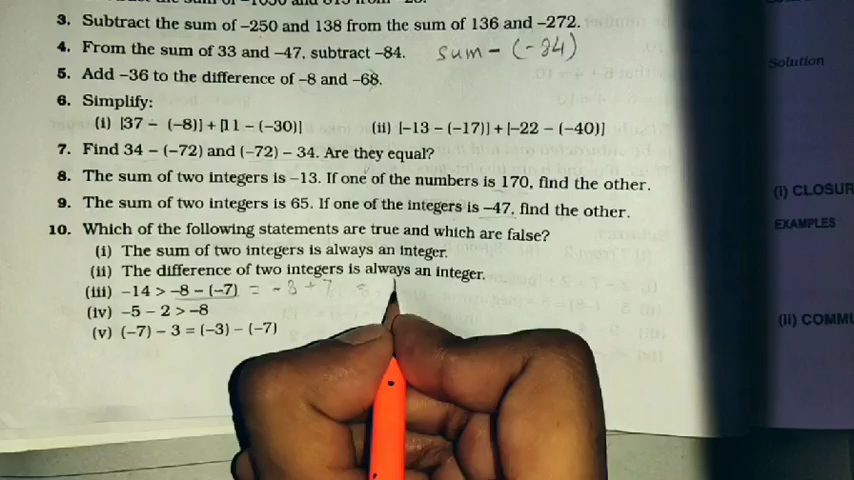 3. Subtract the sum of -250 and 138 from the sum of 136 and -272.
4. From the sum of 33 and -47, subtract -84. sum - (-84)
5. Add -36 to the difference of -8 and -68.
6. Simplify:
(i) [37 - (-8)] + [11 - (-30)] (ii) [-13 - (-17)] + [-22 - (-40)]
7. Find 34 - (-72) and (-72) - 34. Are they equal?
8. The sum of two integers is -13. If one of the numbers is 170, find the other.
9. The sum of two integers is 65. If one of the integers is -47, find the other.
10. Which of the following statements are true and which are false?
(i) The sum of two integers is always an integer.
(ii) The difference of two integers is always an integer.
(iii) -14 > -8 - (-7) = -8 + 7
(iv) -5 - 2 > -8
(v) (-7) - 3 = (-3) - (-7)
Solution
(i) CLOSUR
EXAMPLES
(ii) COMMU